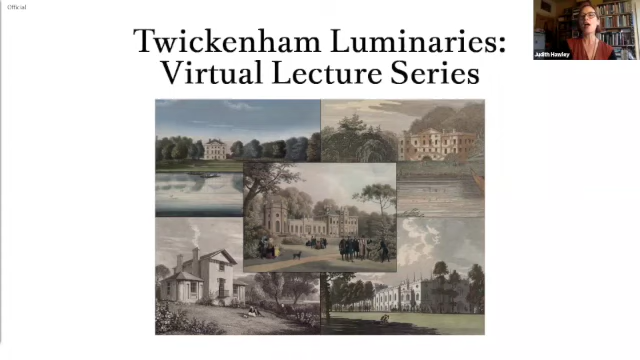 Official
Twickenham Luminaries:
Virtual Lecture Series
Judith Hawley